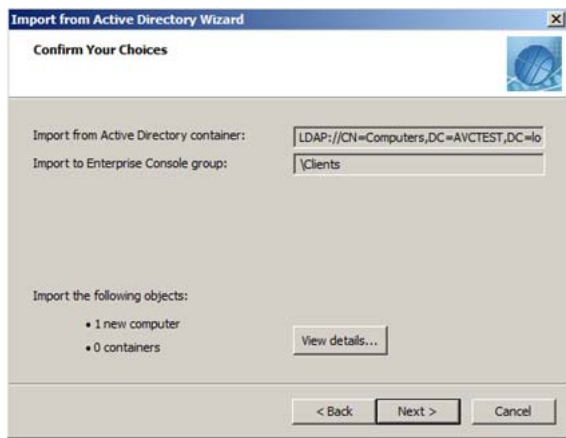 Import from Active Directory Wizard
Confirm Your Choices
Import from Active Directory container:
LDAP://CN=Computers,DC=AVCTEST,DC=lo
Import to Enterprise Console group:
\Clients
Import the following objects:
• 1 new computer
• 0 containers
View details...
< Back
Next >
Cancel